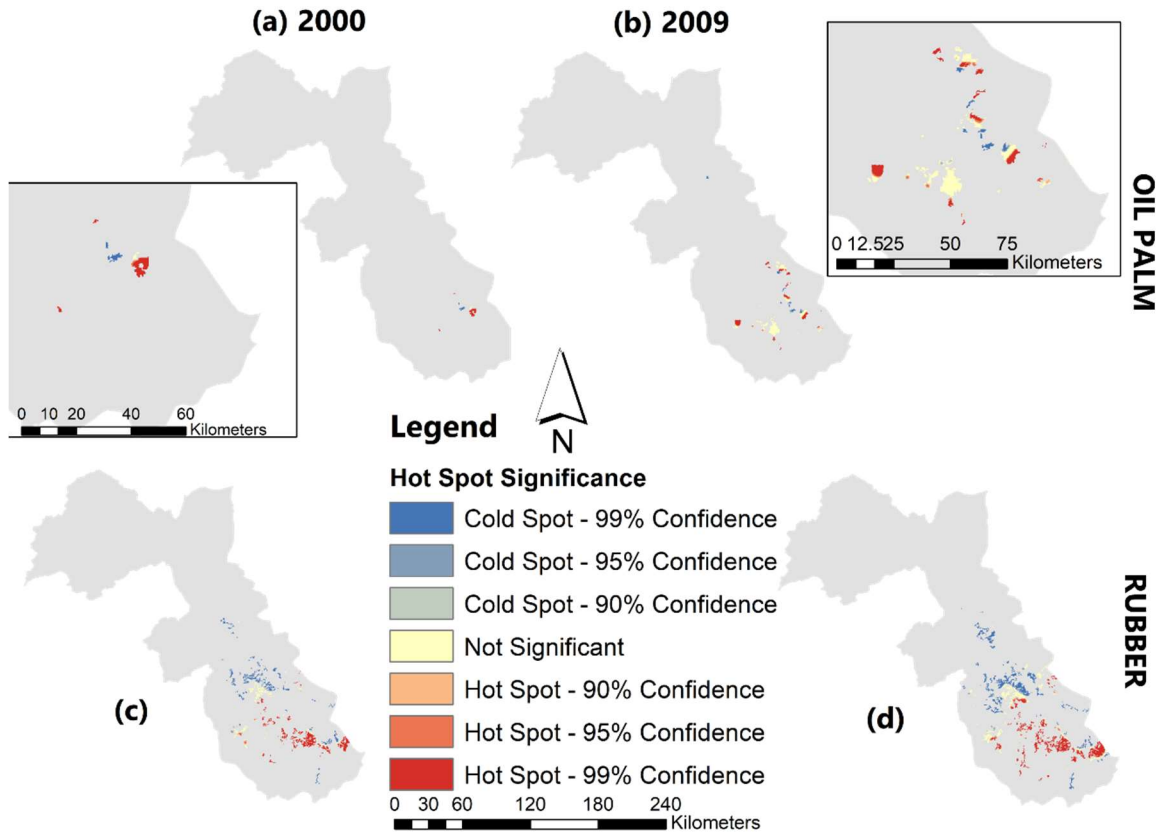 (a) 2000
(b) 2009
OIL PALM
0 12.525 50 75
Kilometers
0 10 20 40 60
Kilometers
N
Legend
Hot Spot Significance
Cold Spot - 99% Confidence
Cold Spot - 95% Confidence
Cold Spot - 90% Confidence
Not Significant
Hot Spot - 90% Confidence
Hot Spot - 95% Confidence
Hot Spot - 99% Confidence
RUBBER
(c)
(d)
0 30 60 120 180 240
Kilometers